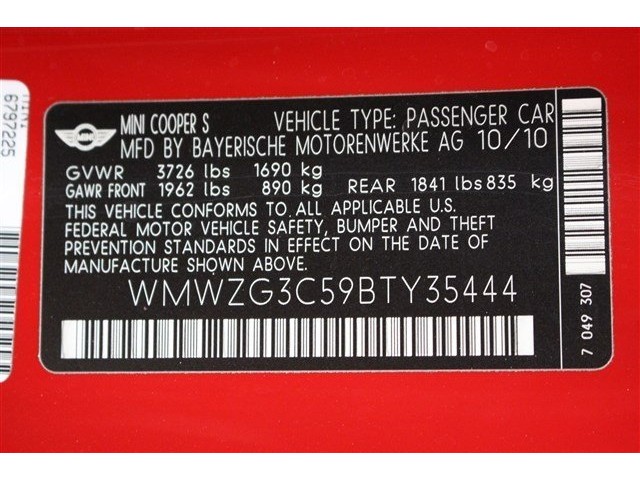 MINI
MINI COOPER S VEHICLE TYPE: PASSENGER CAR
MFD BY BAYERISCHE MOTORENWERKE AG 10/10
GVWR 3726 lbs 1690 kg
GAWR FRONT 1962 lbs 890 kg REAR 1841 lbs 835 kg
THIS VEHICLE CONFORMS TO ALL APPLICABLE U.S.
FEDERAL MOTOR VEHICLE SAFETY, BUMPER AND THEFT
PREVENTION STANDARDS IN EFFECT ON THE DATE OF
MANUFACTURE SHOWN ABOVE.
WMWZG3C59BTY35444
7 049 307
6797225